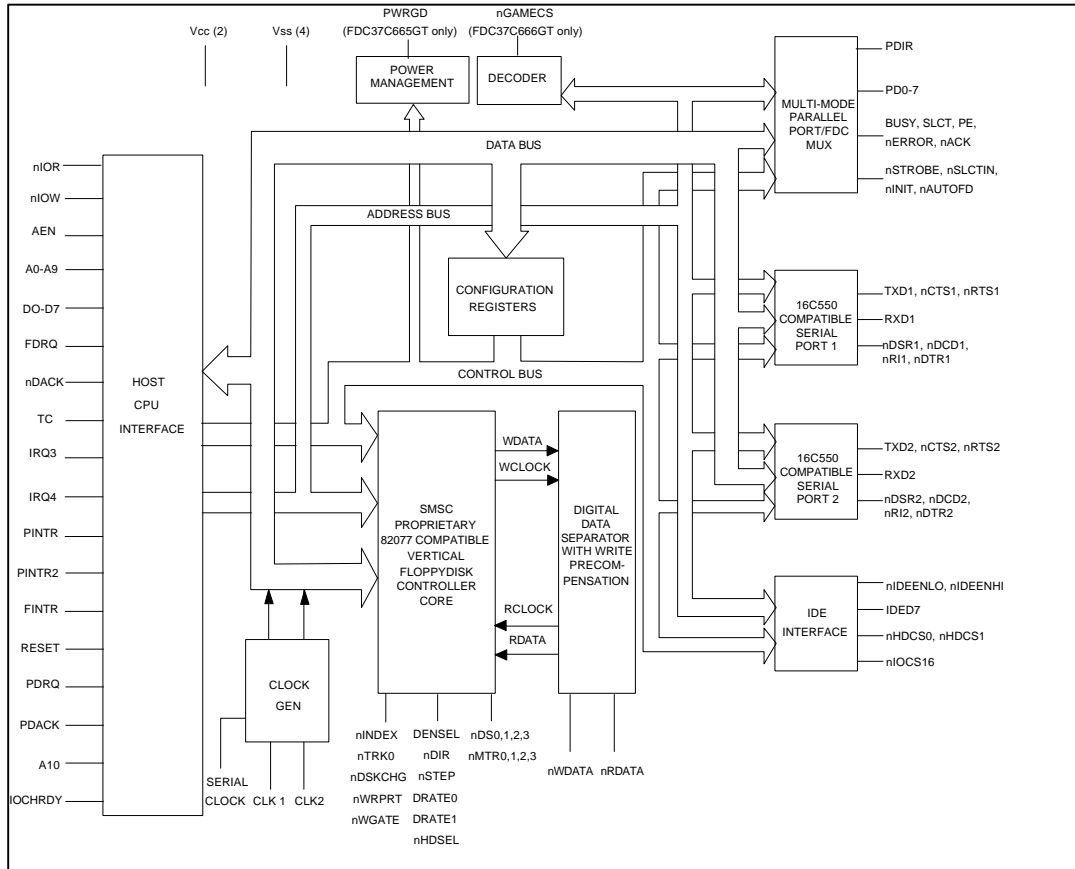 PWRGD
(FDC37C665GT only)
nGAMECS
(FDC37C666GT only)
Vcc (2)
Vss (4)
POWER
MANAGEMENT
DECODER
MULTI-MODE
PARALLEL
PORT/FDC
MUX
PDIR
PD0-7
BUSY, SLCT, PE,
nERROR, nACK
nSTROBE, nSLCTIN,
nINIT, nAUTOFD
DATA BUS
ADDRESS BUS
CONFIGURATION
REGISTERS
CONTROL BUS
nIOR
nIOW
AEN
A0-A9
DO-D7
FDRQ
nDACK
TC
IRQ3
IRQ4
PINTR
PINTR2
FINTR
RESET
PDRQ
PDACK
A10
IOCHRDY
HOST
CPU
INTERFACE
16C550
COMPATIBLE
SERIAL
PORT 1
TXD1, nCTS1, nRTS1
RXD1
nDSR1, nDCD1,
nRI1, nDTR1
16C550
COMPATIBLE
SERIAL
PORT 2
TXD2, nCTS2, nRTS2
RXD2
nDSR2, nDCD2,
nRI2, nDTR2
SMSC
PROPRIETARY
82077 COMPATIBLE
VERTICAL
FLOPPYDISK
CONTROLLER
CORE
WDATA
WCLOCK
RCLOCK
RDATA
DIGITAL
DATA
SEPARATOR
WITH WRITE
PRECOM-
PENSATION
IDE
INTERFACE
nIDEENLO, nIDEENHI
IDED7
nHDCS0, nHDCS1
nIOCS16
CLOCK
GEN
SERIAL
CLOCK
CLK 1
CLK2
nINDEX
nTRK0
nDSKCHG
nWRPRT
nWGATE
DENSEL
nDIR
nSTEP
DRATE0
DRATE1
nHDSEL
nDS0,1,2,3
nMTR0,1,2,3
nWDATA
nRDATA